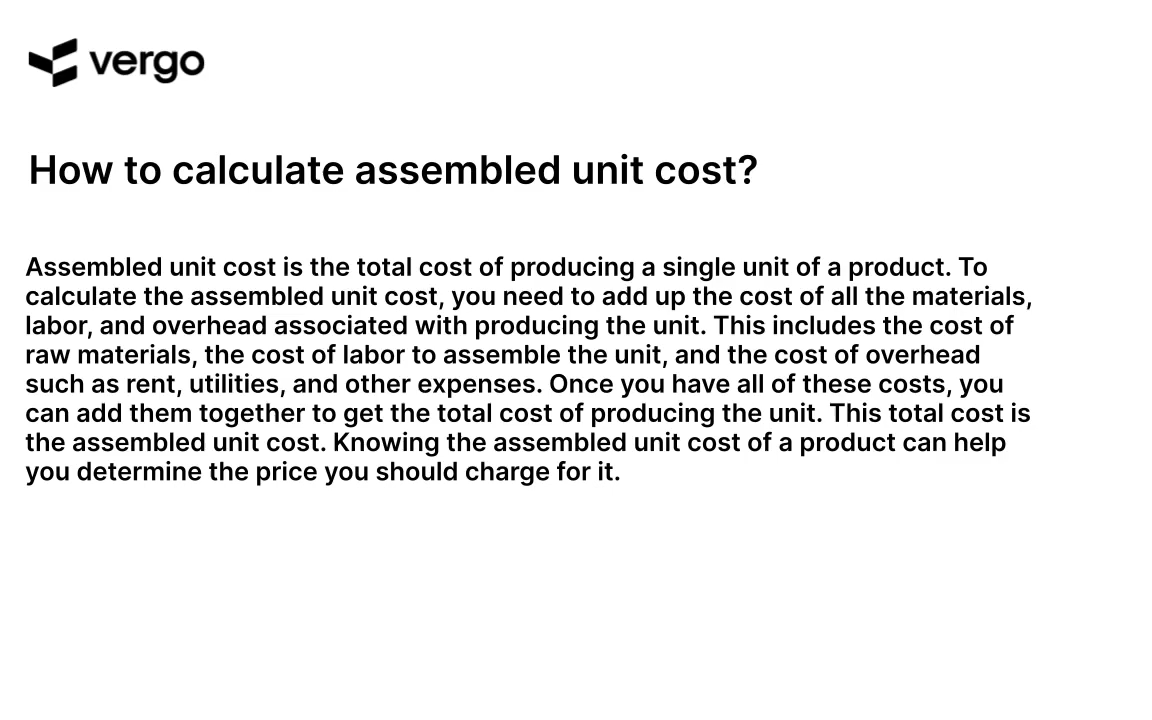 vergo
How to calculate assembled unit cost?
Assembled unit cost is the total cost of producing a single unit of a product. To
calculate the assembled unit cost, you need to add up the cost of all the materials,
labor, and overhead associated with producing the unit. This includes the cost of
raw materials, the cost of labor to assemble the unit, and the cost of overhead
such as rent, utilities, and other expenses. Once you have all of these costs, you
can add them together to get the total cost of producing the unit. This total cost is
the assembled unit cost. Knowing the assembled unit cost of a product can help
you determine the price you should charge for it.